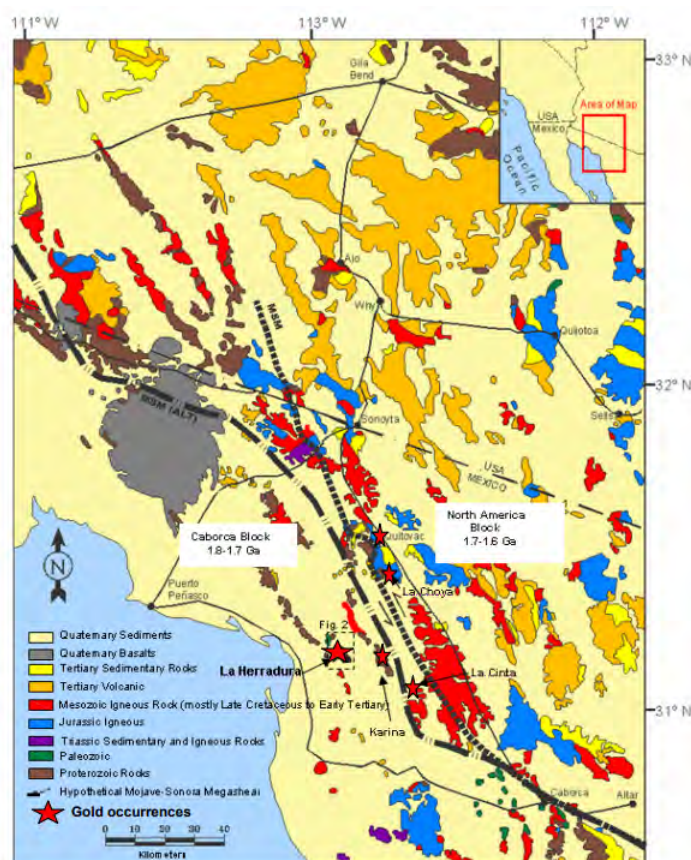 111° W
113° W
112° W
33° N
Gila
Bend
USA
Mexico
Area of Map
Pacific
Ocean
Ajo
Why
MSM
Quijotoa
32° N
MSM (ALT)
Sonoyta
Sells
USA
MEXICO
Caborca Block
1.8-1.7 Ga
North America
Block
1.7-1.6 Ga
Quitovac
N
La Choya
Puerto
Peñasco
Fig. 2
Quaternary Sediments
Quaternary Basalts
Tertiary Sedimentary Rocks
La Herradura
La Cinta
Tertiary Volcanic
Mesozoic Igneous Rock (mostly Late Cretaceous to Early Tertiary)
31° N
Jurassic Igneous
Karina
Triassic Sedimentary and Igneous Rocks
Paleozoic
Proterozoic Rocks
Hypothetical Mojave-Sonora Megashear
Caborca
Altar
Gold occurrences
0 10 20 30 40
Kilometers